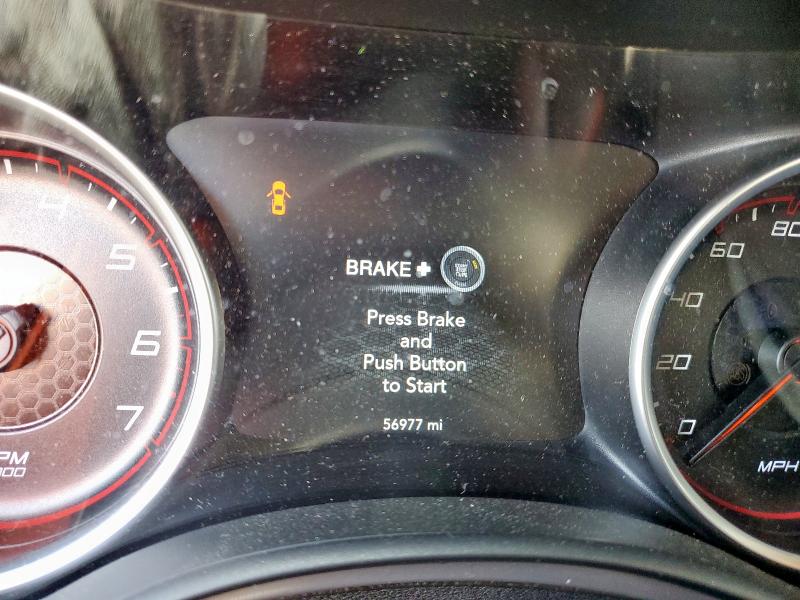 BRAKE +
Press Brake
and
Push Button
to Start
56977 mi
4
5
6
7
80
60
40
20
0
MPH